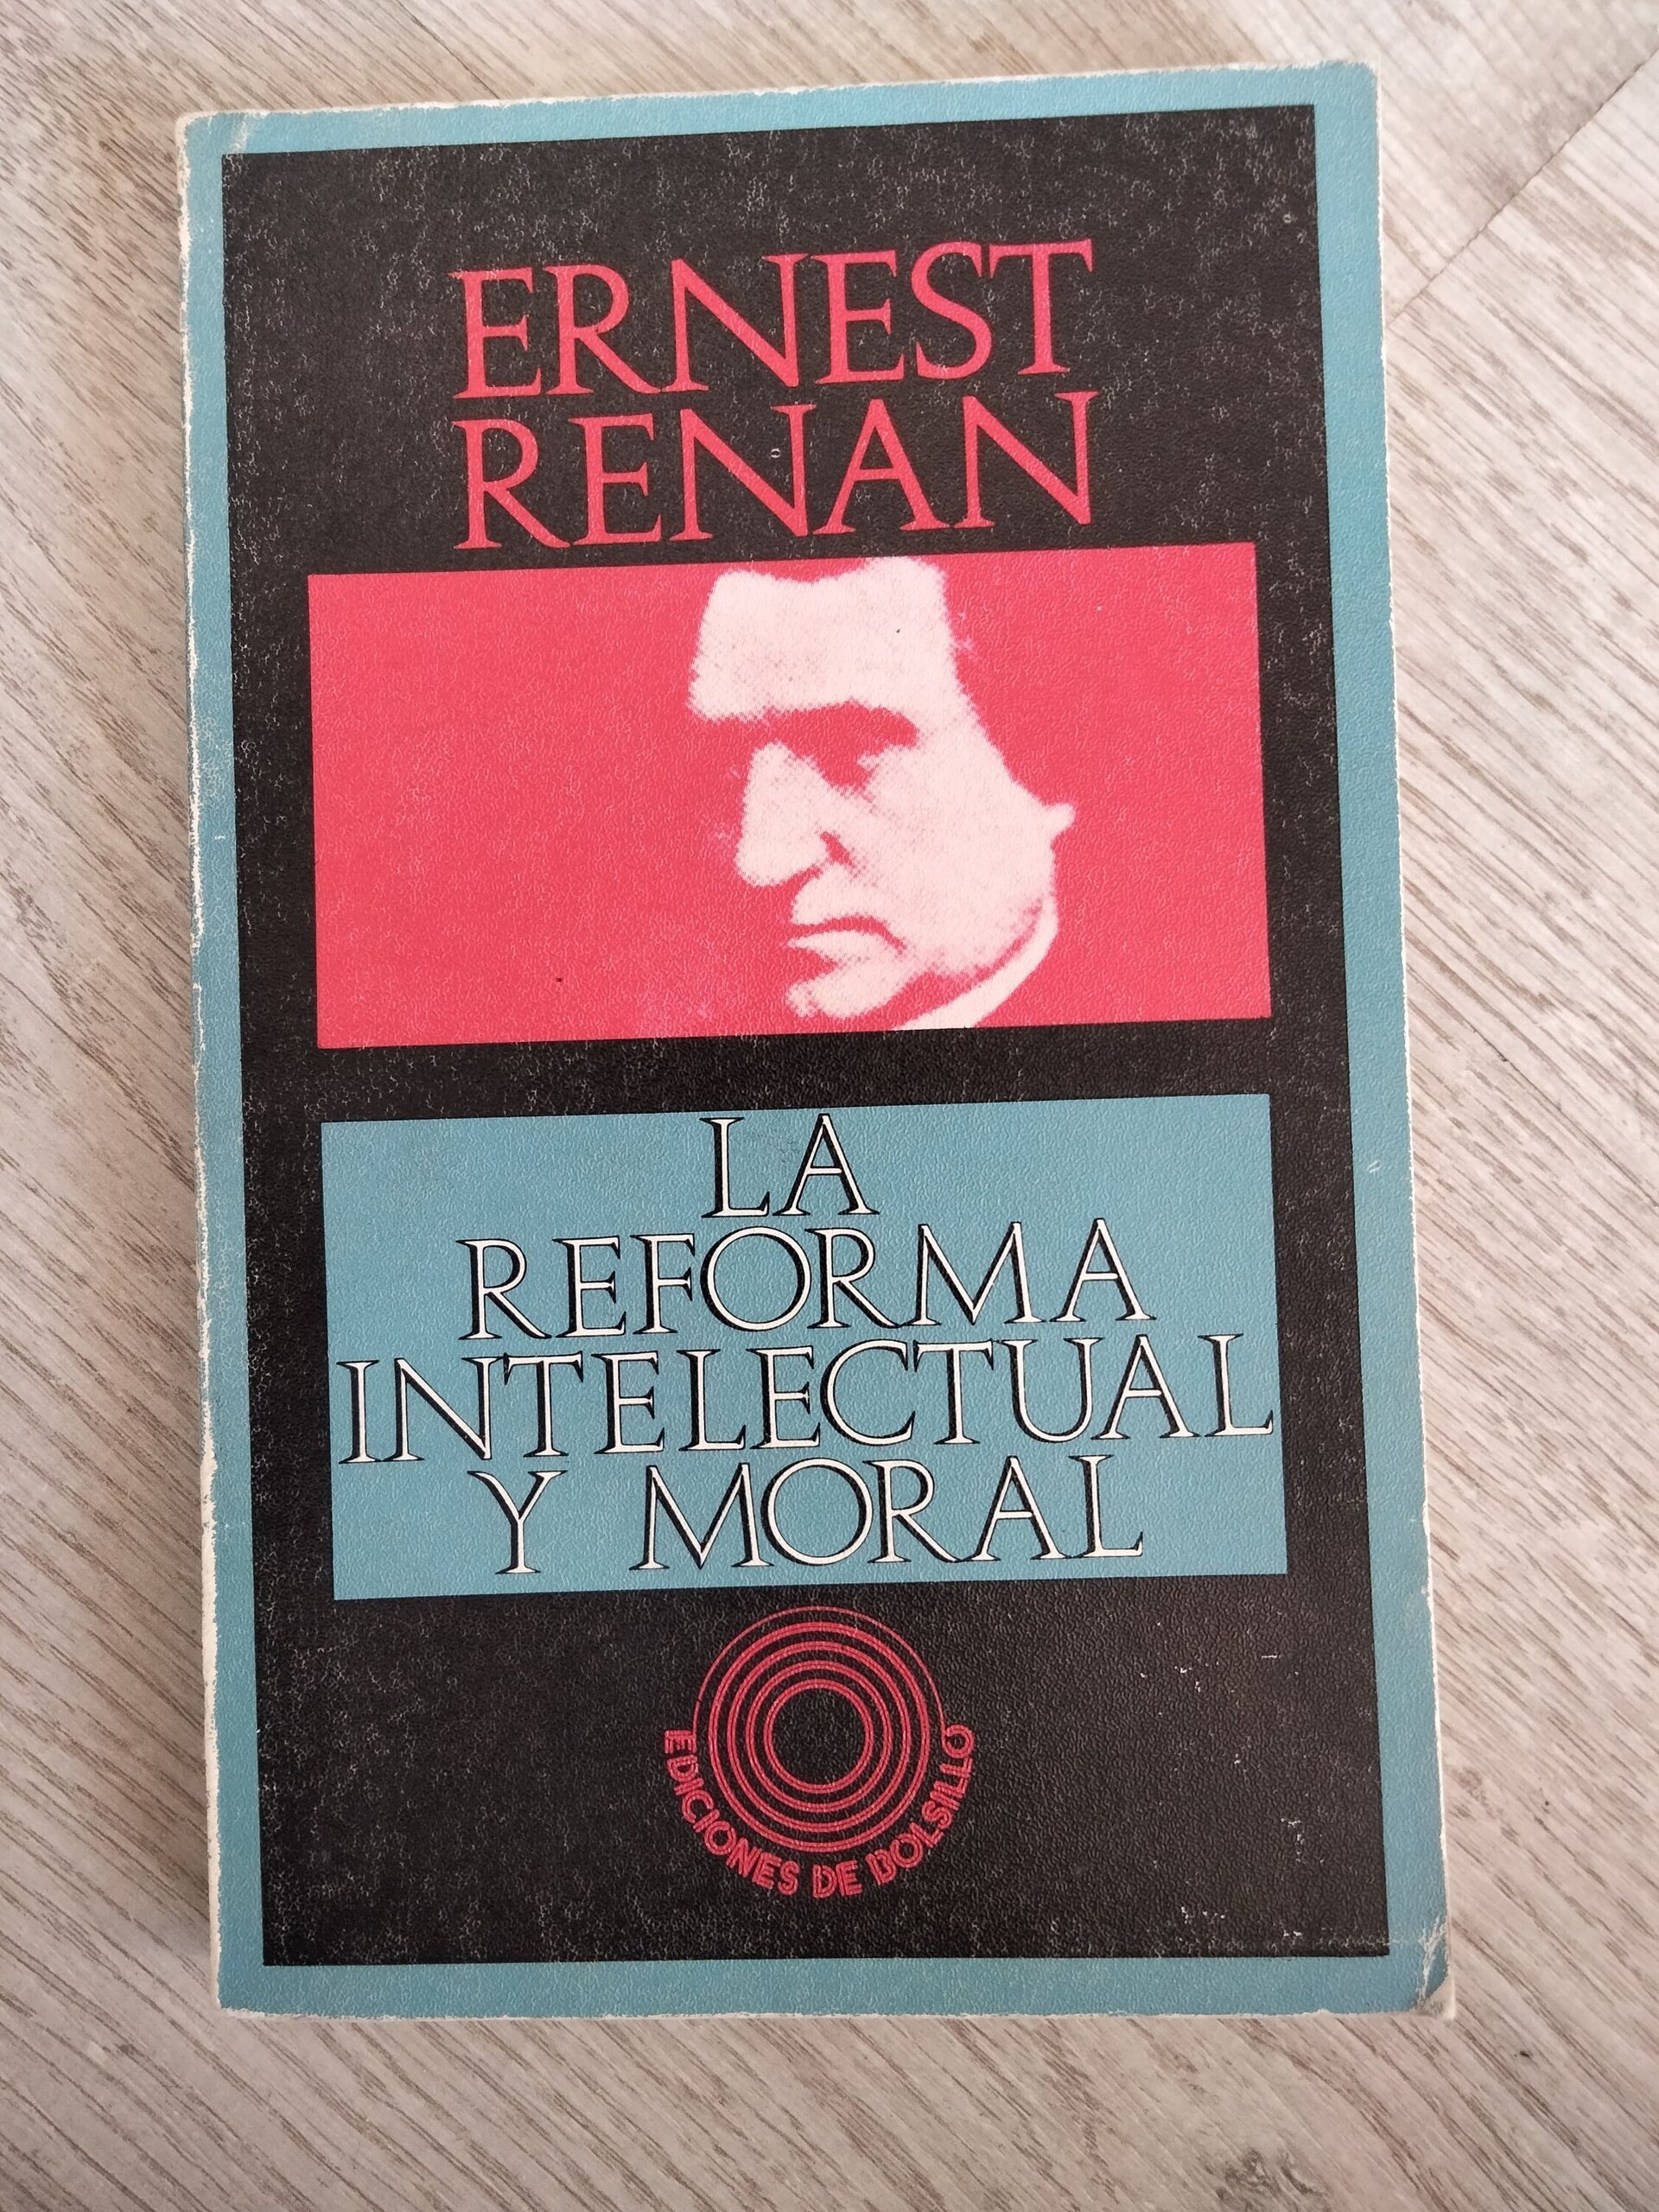 ERNEST
RENAN
LA
REFORMA
INTELECTUAL
Y MORAL
EDICIONES DE BOLSILLO